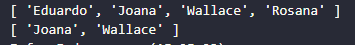 [ 'Eduardo', 'Joana', 'Wallace', 'Rosana' ]
[ 'Joana', 'Wallace' ]